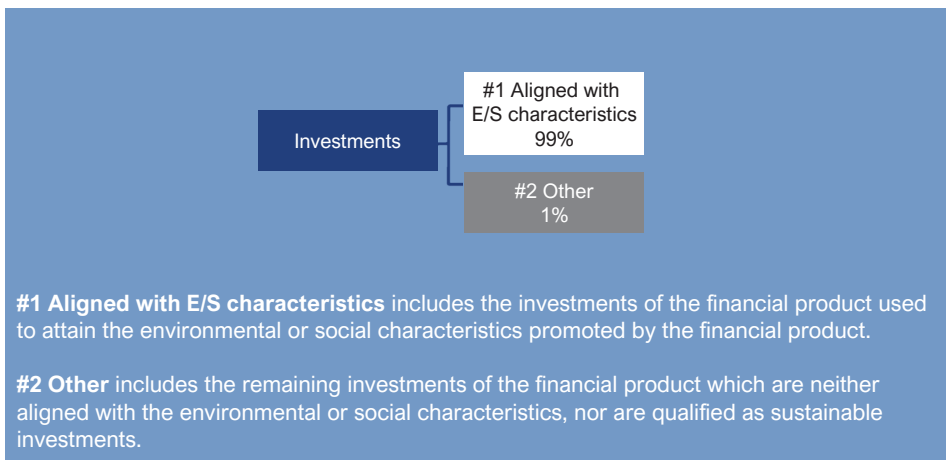 Investments
#1 Aligned with
E/S characteristics
99%
#2 Other
1%
#1 Aligned with E/S characteristics includes the investments of the financial product used
to attain the environmental or social characteristics promoted by the financial product.
#2 Other includes the remaining investments of the financial product which are neither
aligned with the environmental or social characteristics, nor are qualified as sustainable
investments.